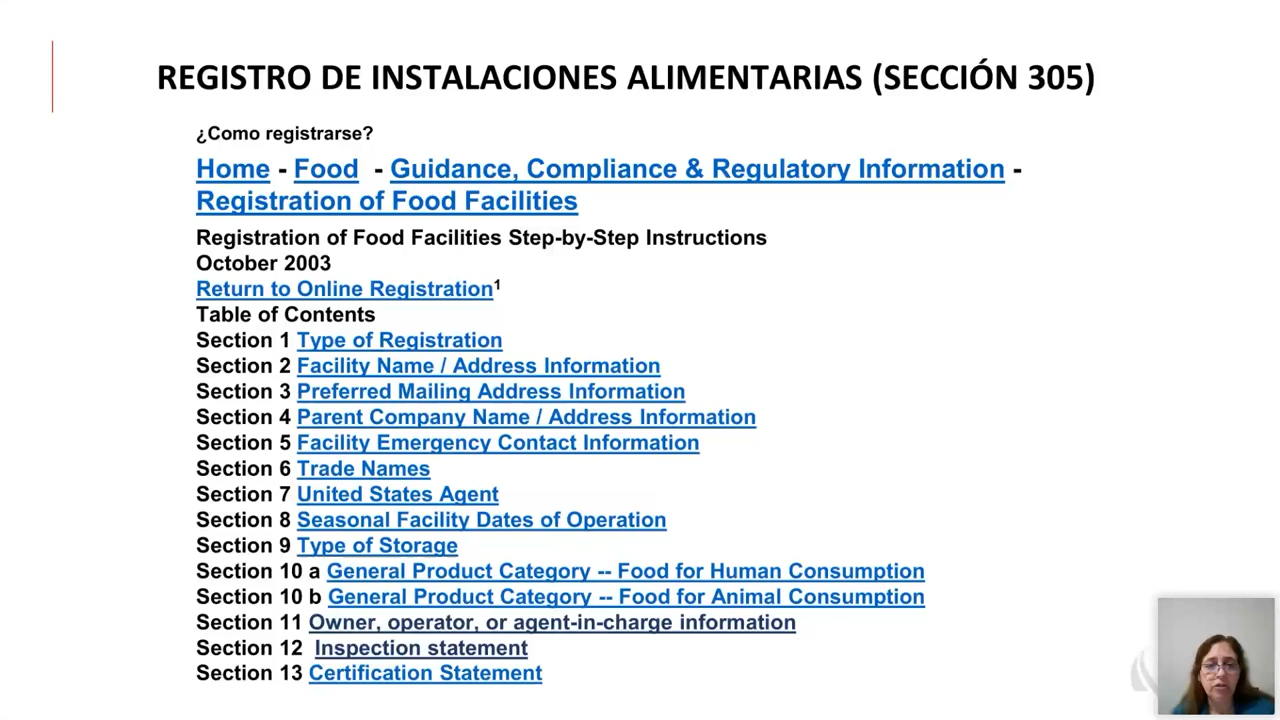 REGISTRO DE INSTALACIONES ALIMENTARIAS (SECCIÓN 305)
¿Como registrarse?
Home - Food - Guidance, Compliance & Regulatory Information -
Registration of Food Facilities
Registration of Food Facilities Step-by-Step Instructions
October 2003
Return to Online Registration¹
Table of Contents
Section 1 Type of Registration
Section 2 Facility Name / Address Information
Section 3 Preferred Mailing Address Information
Section 4 Parent Company Name / Address Information
Section 5 Facility Emergency Contact Information
Section 6 Trade Names
Section 7 United States Agent
Section 8 Seasonal Facility Dates of Operation
Section 9 Type of Storage
Section 10 a General Product Category -- Food for Human Consumption
Section 10 b General Product Category -- Food for Animal Consumption
Section 11 Owner, operator, or agent-in-charge information
Section 12 Inspection statement
Section 13 Certification Statement